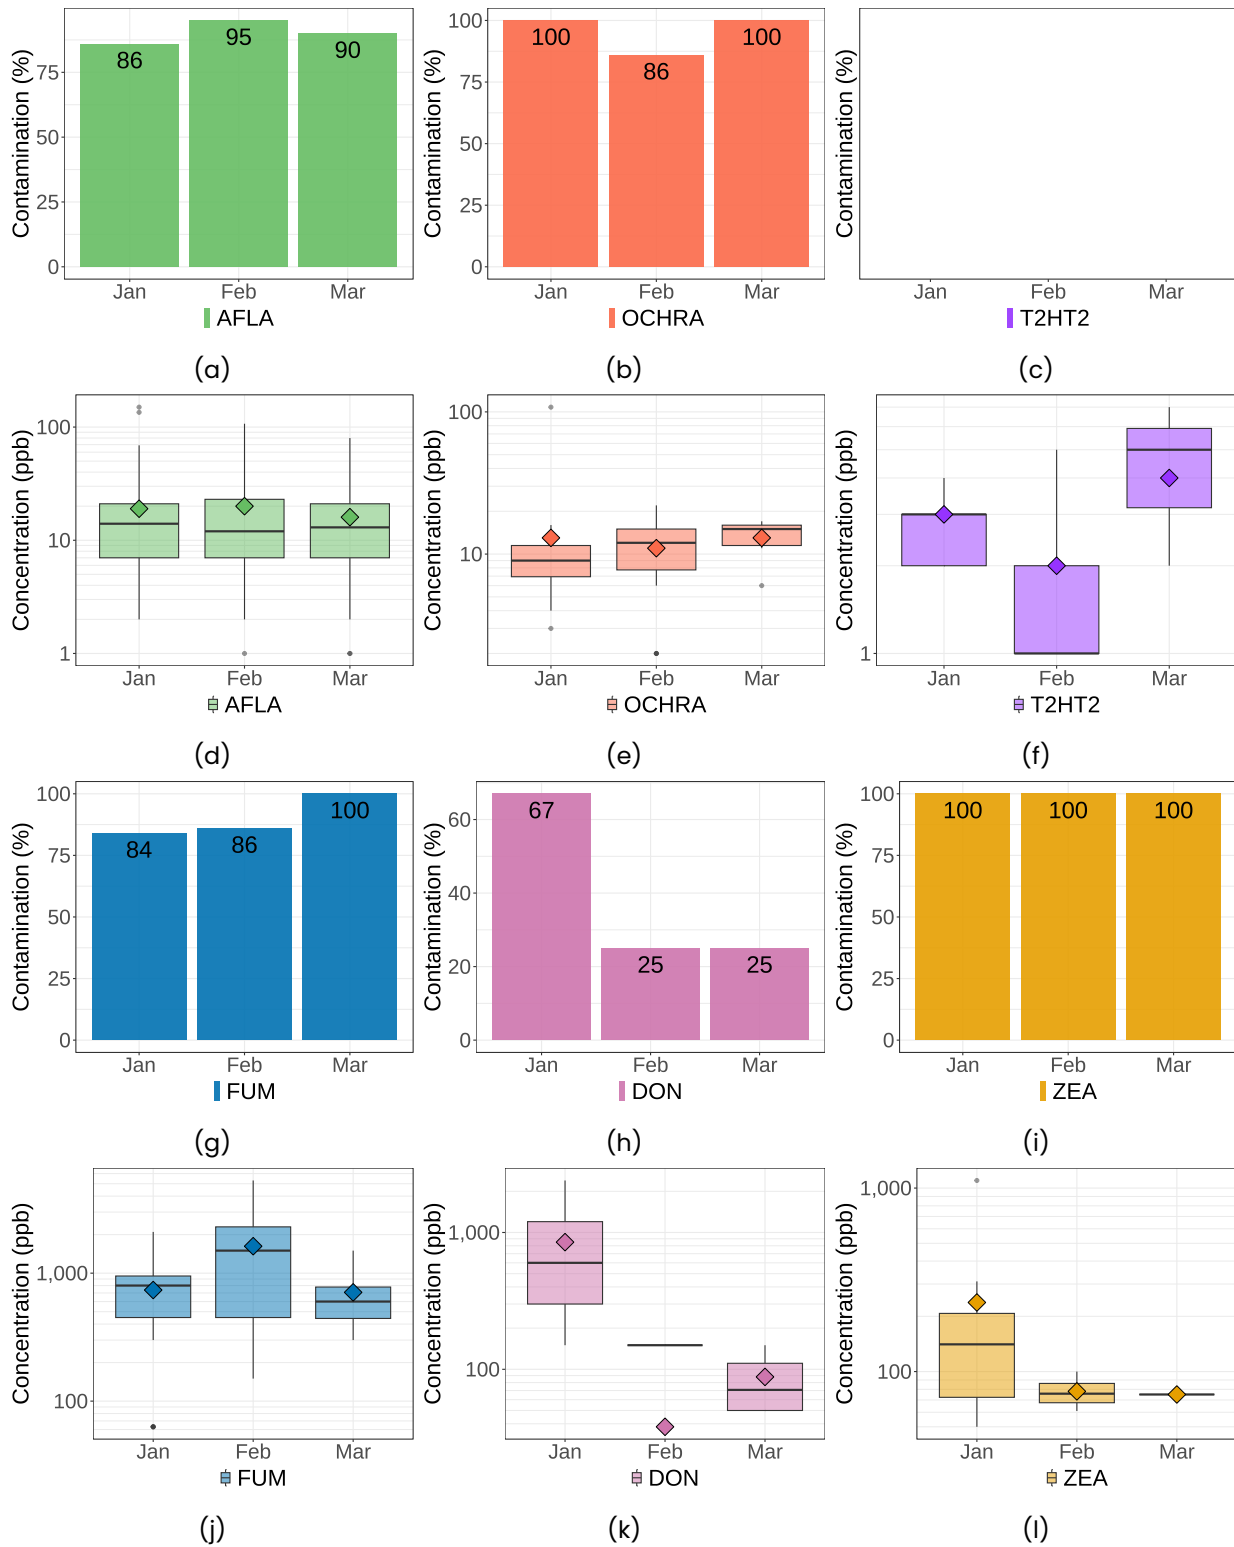 Contamination (%)
75
50
25
0
86
95
90
Jan Feb Mar
AFLA
(a)
Contamination (%)
100
75
50
25
0
100
86
100
Jan Feb Mar
OCHRA
(b)
Contamination (%)
Jan Feb Mar
T2HT2
(c)
Concentration (ppb)
100
10
1
Jan Feb Mar
AFLA
(d)
Concentration (ppb)
100
10
Jan Feb Mar
OCHRA
(e)
Concentration (ppb)
1
Jan Feb Mar
T2HT2
(f)
Contamination (%)
100
75
50
25
0
84
86
100
Jan Feb Mar
FUM
(g)
Contamination (%)
60
40
20
0
67
25
25
Jan Feb Mar
DON
(h)
Contamination (%)
100
75
50
25
0
100
100
100
Jan Feb Mar
ZEA
(i)
Concentration (ppb)
1,000
100
Jan Feb Mar
FUM
(j)
Concentration (ppb)
1,000
100
Jan Feb Mar
DON
(k)
Concentration (ppb)
1,000
100
Jan Feb Mar
ZEA
(l)